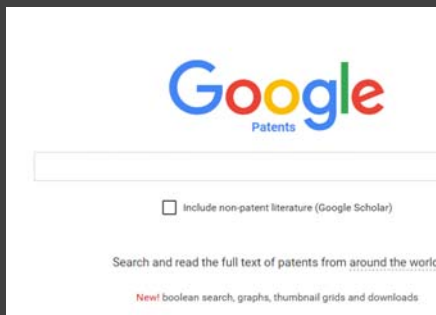 Google
Patents
Include non-patent literature (Google Scholar)
Search and read the full text of patents from around the world
New! boolean search, graphs, thumbnail grids and downloads